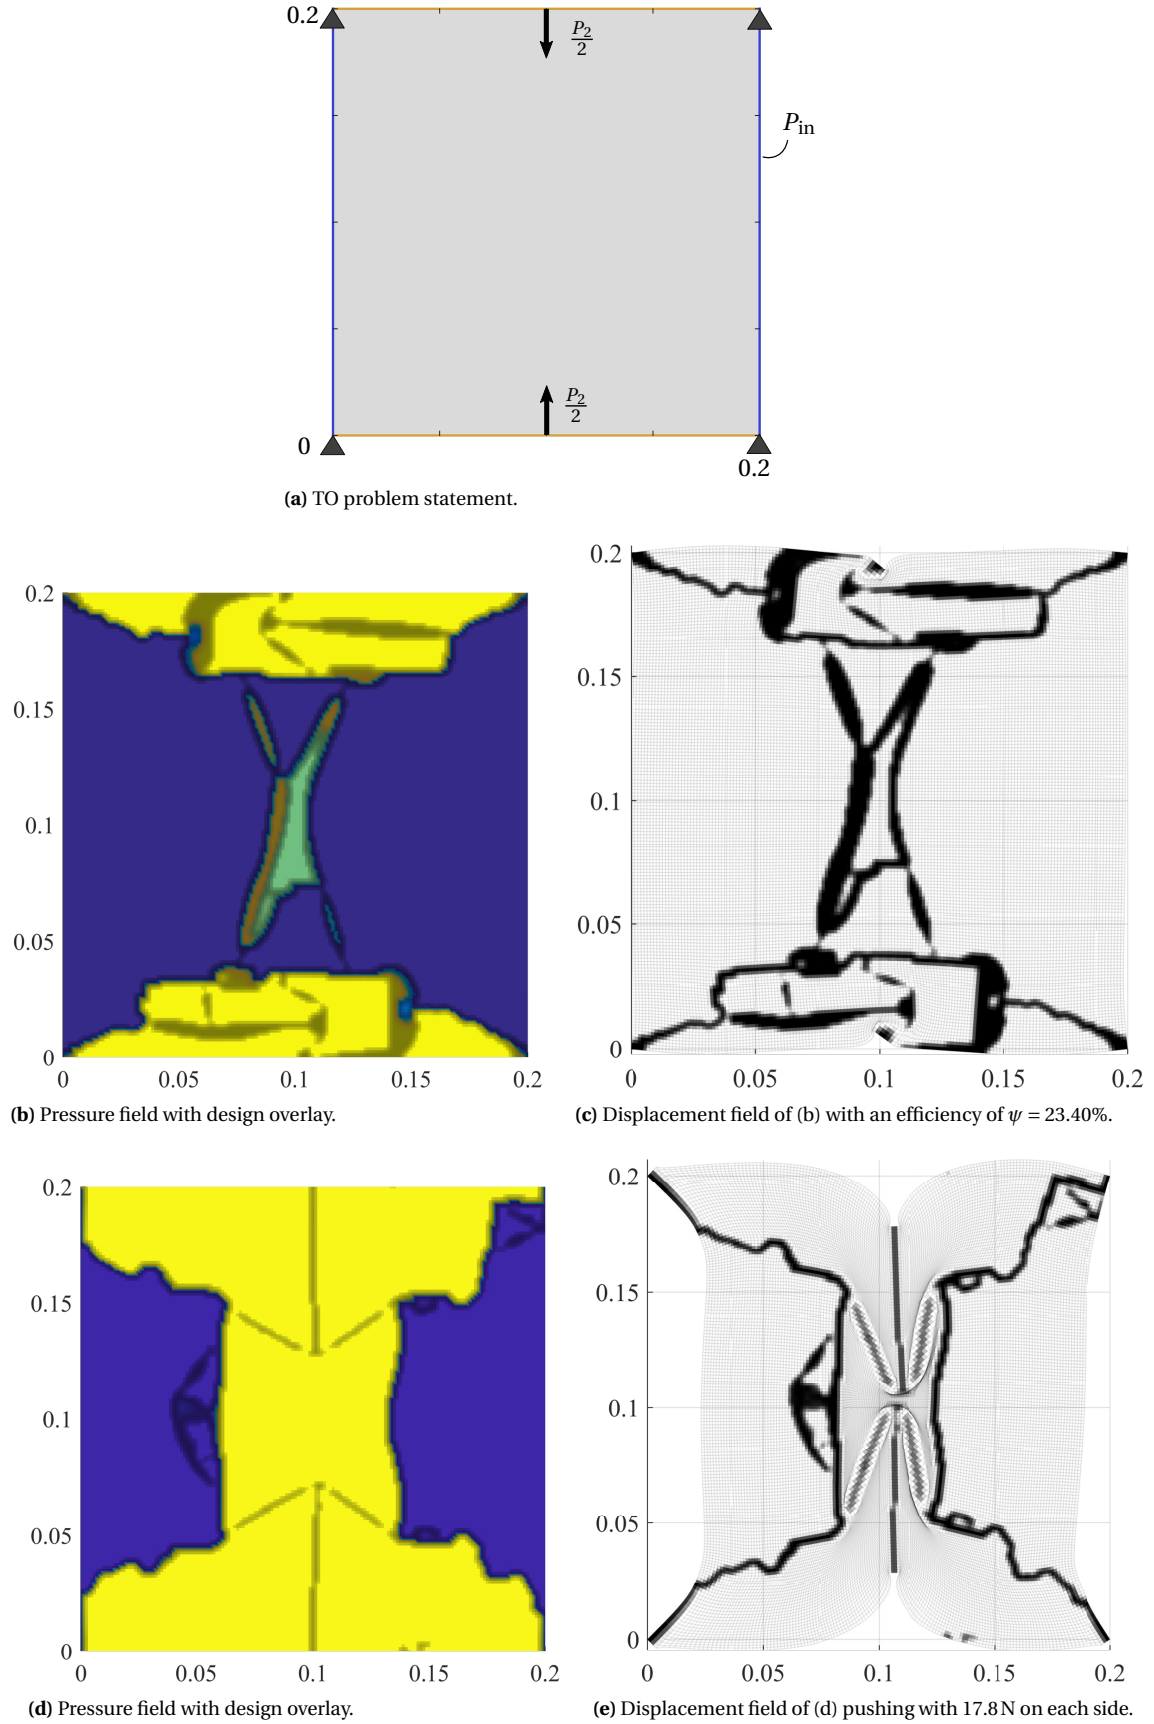 0.2
P₂/2
P_in
P₂/2
0
0.2
(a) TO problem statement.
0.2
0.15
0.1
0.05
0
0 0.05 0.1 0.15 0.2
(b) Pressure field with design overlay.
0.2
0.15
0.1
0.05
0
0 0.05 0.1 0.15 0.2
(c) Displacement field of (b) with an efficiency of ψ = 23.40%.
0.2
0.15
0.1
0.05
0
0 0.05 0.1 0.15 0.2
(d) Pressure field with design overlay.
0.2
0.15
0.1
0.05
0
0 0.05 0.1 0.15 0.2
(e) Displacement field of (d) pushing with 17.8 N on each side.